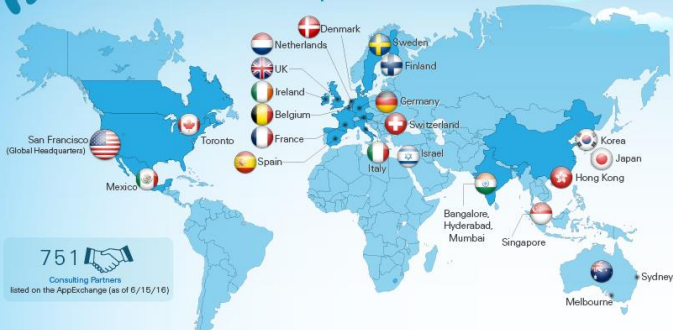 Denmark
Netherlands
Sweden
UK
Finland
Ireland
Germany
Belgium
Switzerland
San Francisco
(Global Headquarters)
Toronto
France
Korea
Spain
Italy
Israel
Japan
Mexico
Hong Kong
Bangalore,
Hyderabad,
Mumbai
Singapore
751
Consulting Partners
listed on the AppExchange (as of 6/15/16)
Sydney
Melbourne